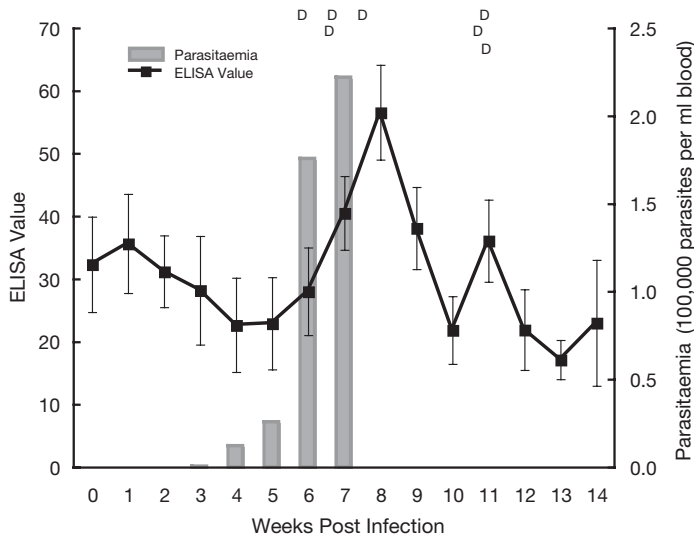 D D D
D
D
D
D
70
60
50
40
30
20
10
0
2.5
2.0
1.5
1.0
0.5
0.0
Parasitaemia
ELISA Value
ELISA Value
Parasitaemia (100,000 parasites per ml blood)
0 1 2 3 4 5 6 7 8 9 10 11 12 13 14
Weeks Post Infection